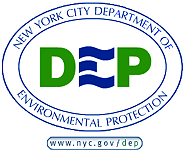 NEW YORK CITY DEPARTMENT OF
DEP
ENVIRONMENTAL PROTECTION
www.nyc.gov/dep